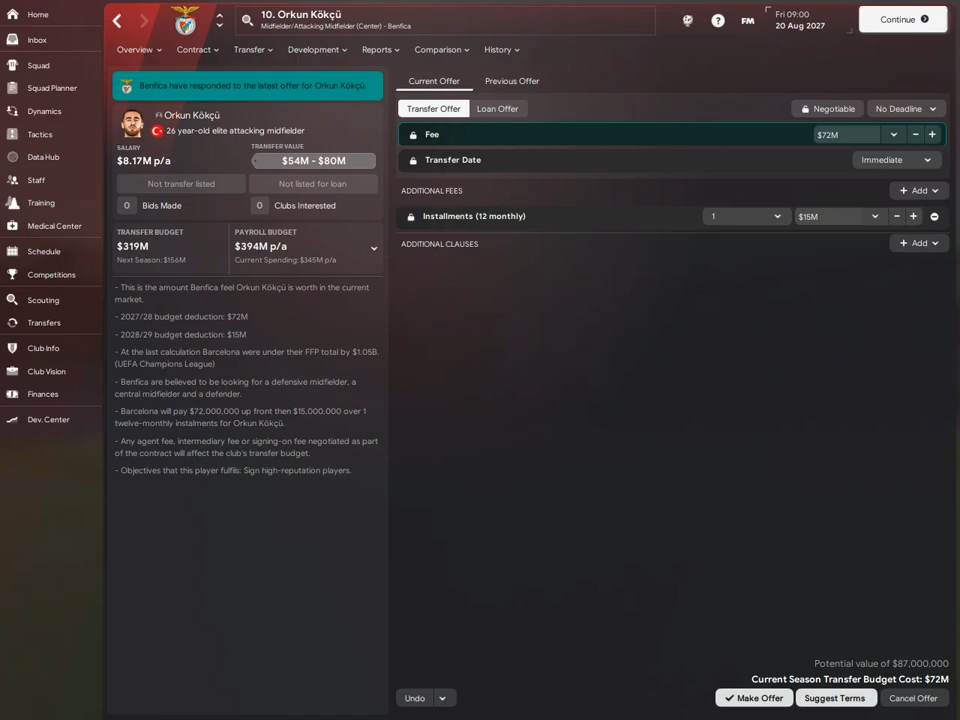 Home
Inbox
Squad
Squad Planner
Dynamics
Tactics
Data Hub
Staff
Training
Medical Center
Schedule
Competitions
Scouting
Transfers
Club Info
Club Vision
Finances
Dev. Center
10. Orkun Kökçü
Midfielder/Attacking Midfielder (Center) - Benfica
?
FM
Fri 09:00
20 Aug 2027
Continue
Overview
Contract
Transfer
Development
Reports
Comparison
History
Benfica have responded to the latest offer for Orkun Kökçü.
Orkun Kökçü
26 year-old elite attacking midfielder
SALARY
$8.17M p/a
TRANSFER VALUE
$54M - $80M
Not transfer listed
Not listed for loan
0 Bids Made
0 Clubs Interested
TRANSFER BUDGET
$319M
Next Season: $156M
PAYROLL BUDGET
$394M p/a
Current Spending: $345M p/a
- This is the amount Benfica feel Orkun Kökçü is worth in the current
market.
- 2027/28 budget deduction: $72M
- 2028/29 budget deduction: $15M
- At the last calculation Barcelona were under their FFP total by $1.05B.
(UEFA Champions League)
- Benfica are believed to be looking for a defensive midfielder, a
central midfielder and a defender.
- Barcelona will pay $72,000,000 up front then $15,000,000 over 1
twelve-monthly instalments for Orkun Kökçü.
- Any agent fee, intermediary fee or signing-on fee negotiated as part
of the contract will affect the club's transfer budget.
- Objectives that this player fulfils: Sign high-reputation players.
Current Offer
Previous Offer
Transfer Offer
Loan Offer
Negotiable
No Deadline
Fee
$72M
Transfer Date
Immediate
ADDITIONAL FEES
+ Add
Installments (12 monthly)
1
$15M
ADDITIONAL CLAUSES
+ Add
Potential value of $87,000,000
Current Season Transfer Budget Cost: $72M
Undo
Make Offer
Suggest Terms
Cancel Offer